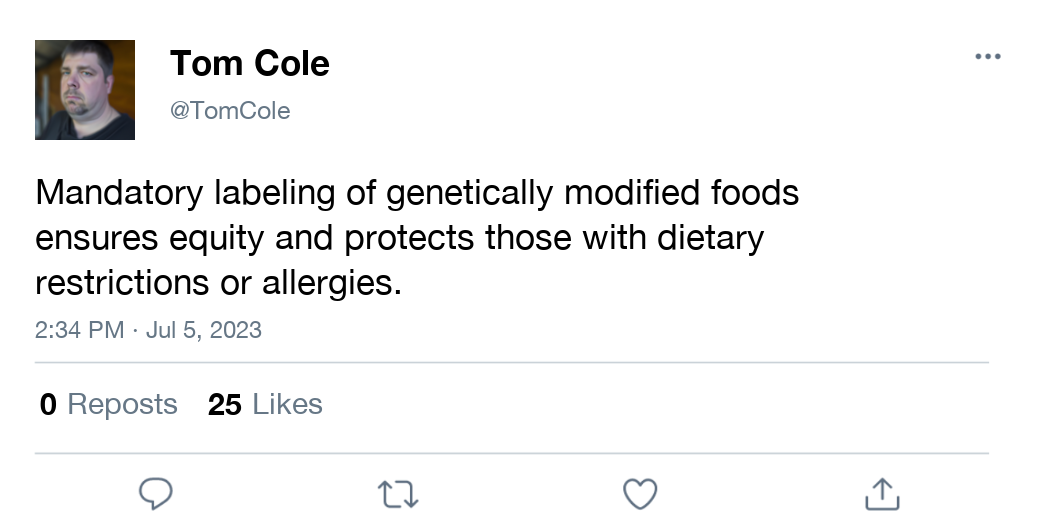 Tom Cole
@TomCole
Mandatory labeling of genetically modified foods
ensures equity and protects those with dietary
restrictions or allergies.
2:34 PM · Jul 5, 2023
0 Reposts 25 Likes